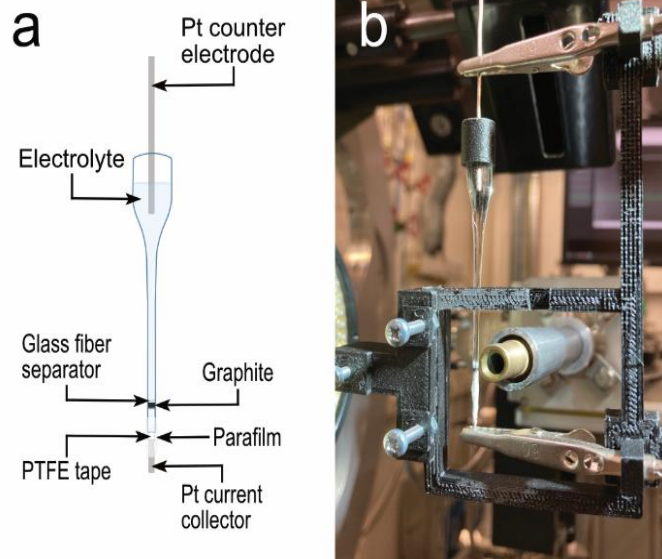 a
Pt counter
electrode
Electrolyte
Glass fiber
separator
Graphite
PTFE tape
Parafilm
Pt current
collector
b